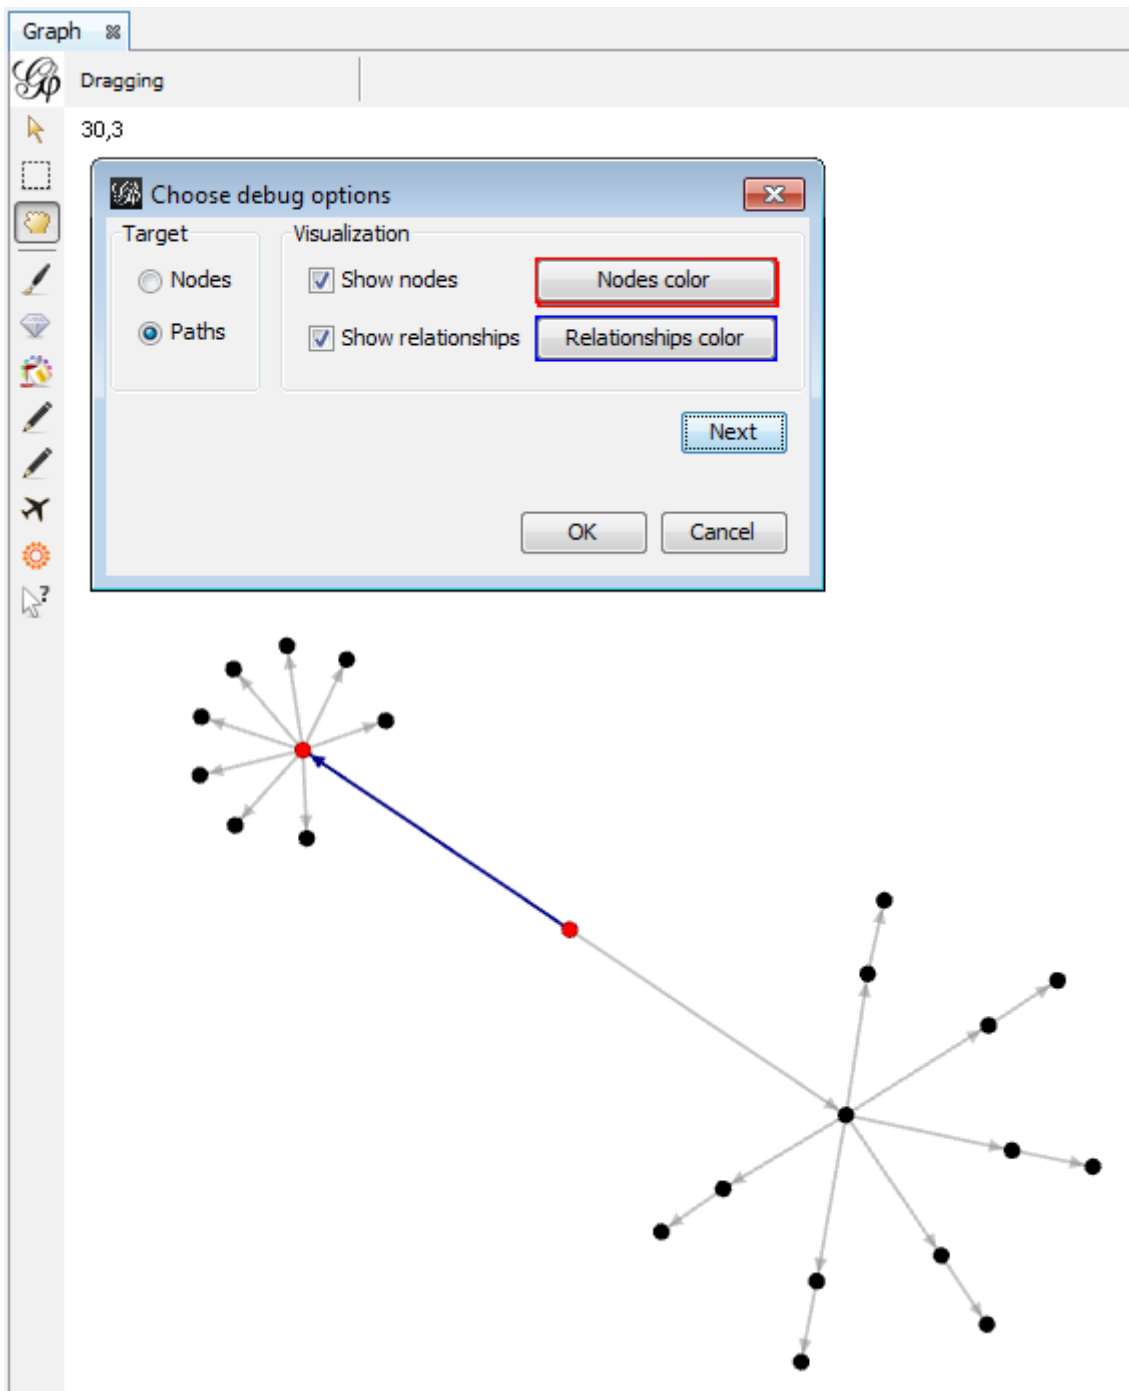 Graph
Dragging
30,3
Choose debug options
Target
Visualization
Nodes
Show nodes
Nodes color
Paths
Show relationships
Relationships color
Next
OK
Cancel